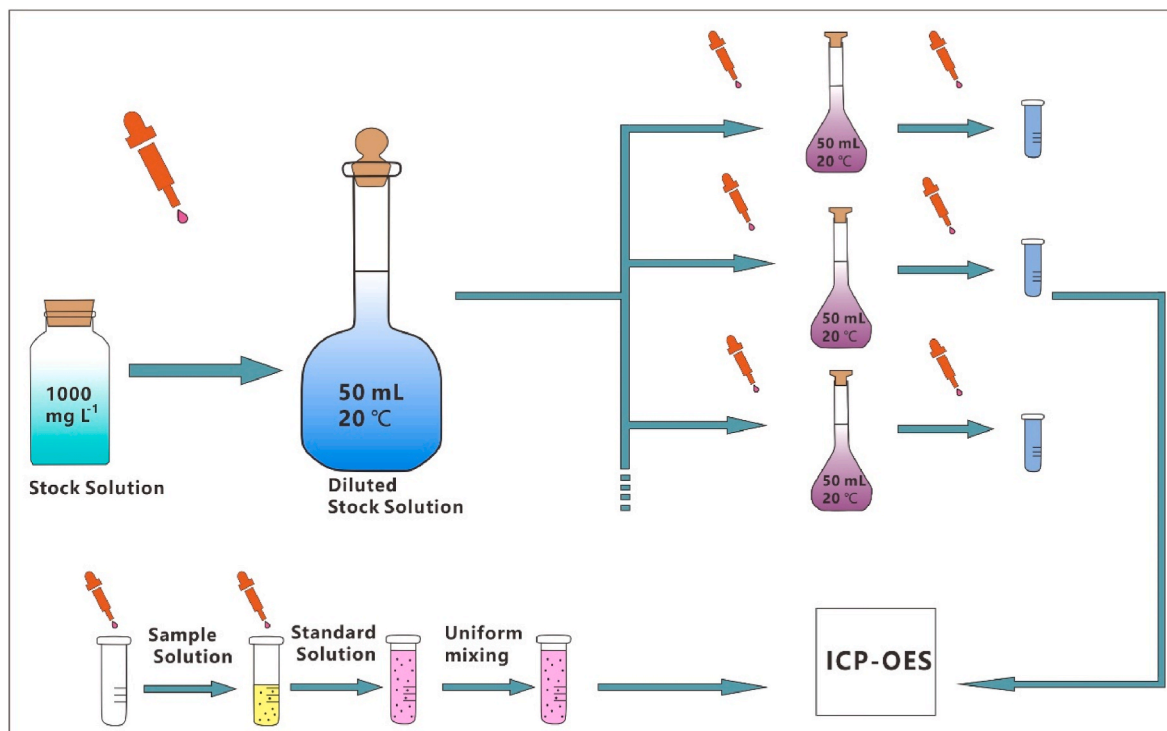 50 mL
20 ℃
50 mL
20 ℃
1000
mg L⁻¹
50 mL
20 ℃
50 mL
20 ℃
Stock Solution
Diluted
Stock Solution
Sample
Solution
Standard
Solution
Uniform
mixing
ICP-OES